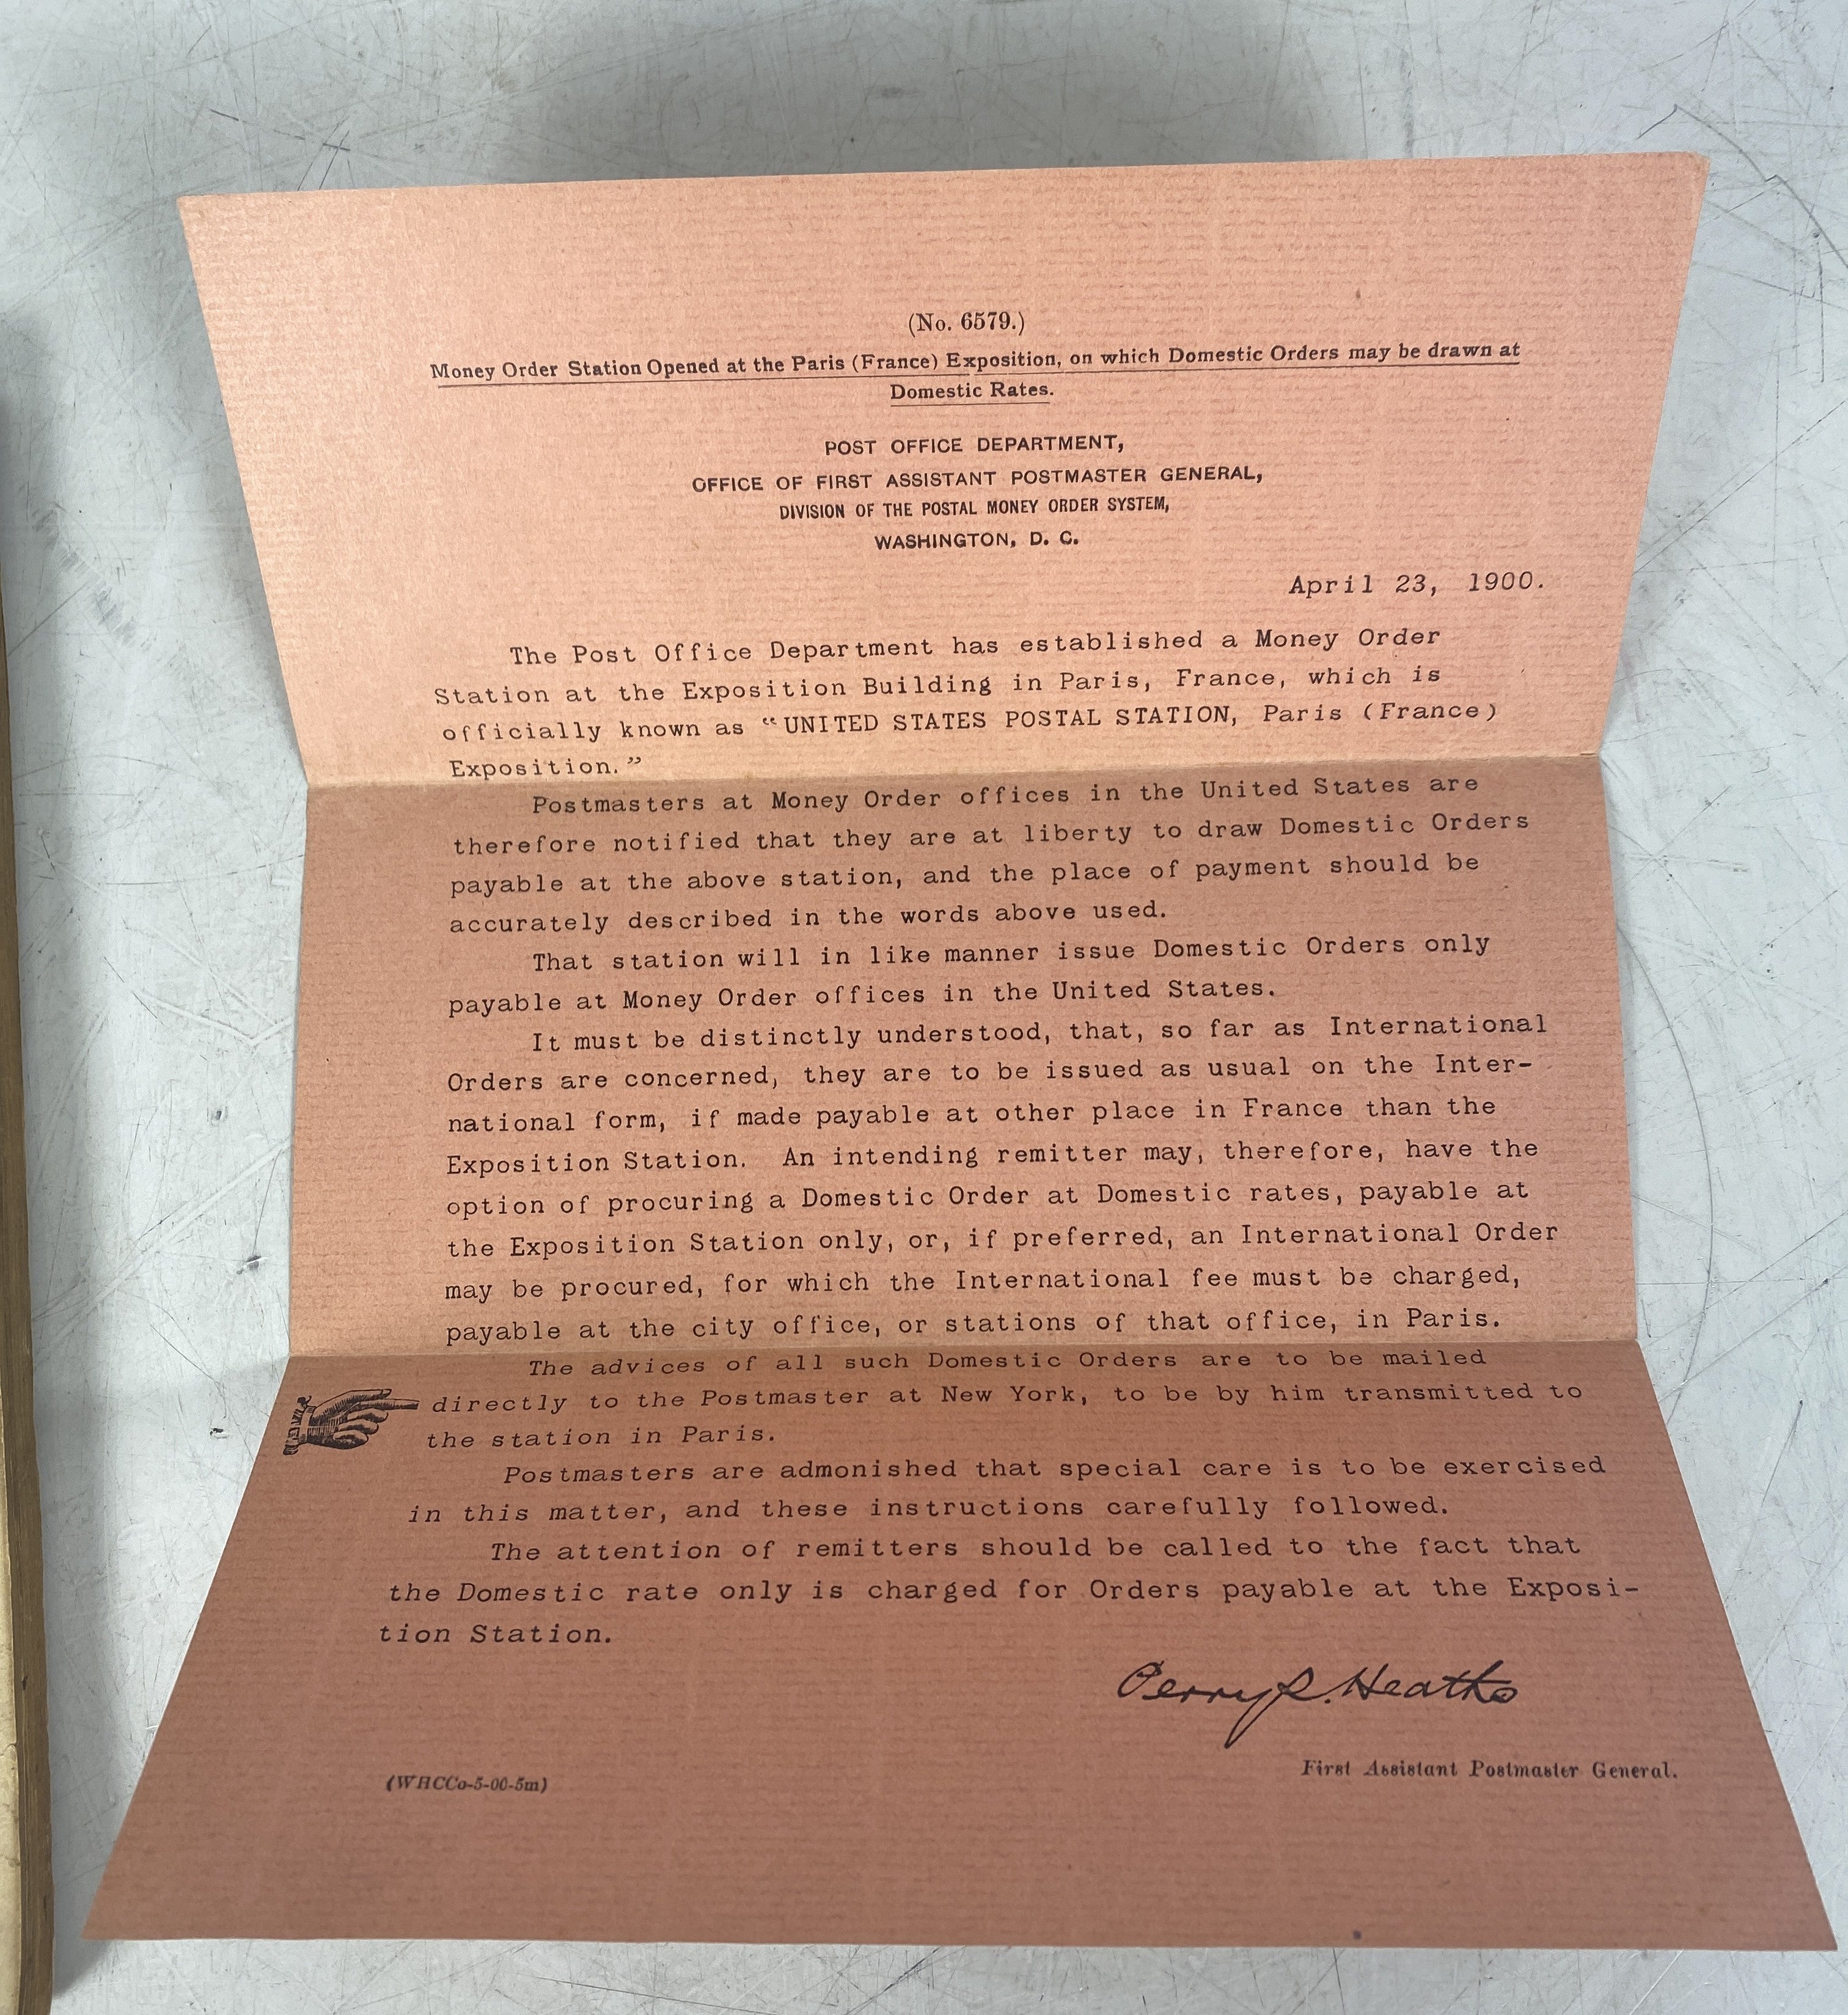 (No. 6579.)
Money Order Station Opened at the Paris (France) Exposition, on which Domestic Orders may be drawn at
Domestic Rates.
POST OFFICE DEPARTMENT,
OFFICE OF FIRST ASSISTANT POSTMASTER GENERAL,
DIVISION OF THE POSTAL MONEY ORDER SYSTEM,
WASHINGTON, D. C.
April 23, 1900.
The Post Office Department has established a Money Order
Station at the Exposition Building in Paris, France, which is
officially known as “UNITED STATES POSTAL STATION, Paris (France)
Exposition.”
Postmasters at Money Order offices in the United States are
therefore notified that they are at liberty to draw Domestic Orders
payable at the above station, and the place of payment should be
accurately described in the words above used.
That station will in like manner issue Domestic Orders only
payable at Money Order offices in the United States.
It must be distinctly understood, that, so far as International
Orders are concerned, they are to be issued as usual on the Inter-
national form, if made payable at other place in France than the
Exposition Station. An intending remitter may, therefore, have the
option of procuring a Domestic Order at Domestic rates, payable at
the Exposition Station only, or, if preferred, an International Order
may be procured, for which the International fee must be charged,
payable at the city office, or stations of that office, in Paris.
The advices of all such Domestic Orders are to be mailed
directly to the Postmaster at New York, to be by him transmitted to
the station in Paris.
Postmasters are admonished that special care is to be exercised
in this matter, and these instructions carefully followed.
The attention of remitters should be called to the fact that
the Domestic rate only is charged for Orders payable at the Exposi-
tion Station.
Perry S. Heath
First Assistant Postmaster General.
(WHCCo-5-00-5m)